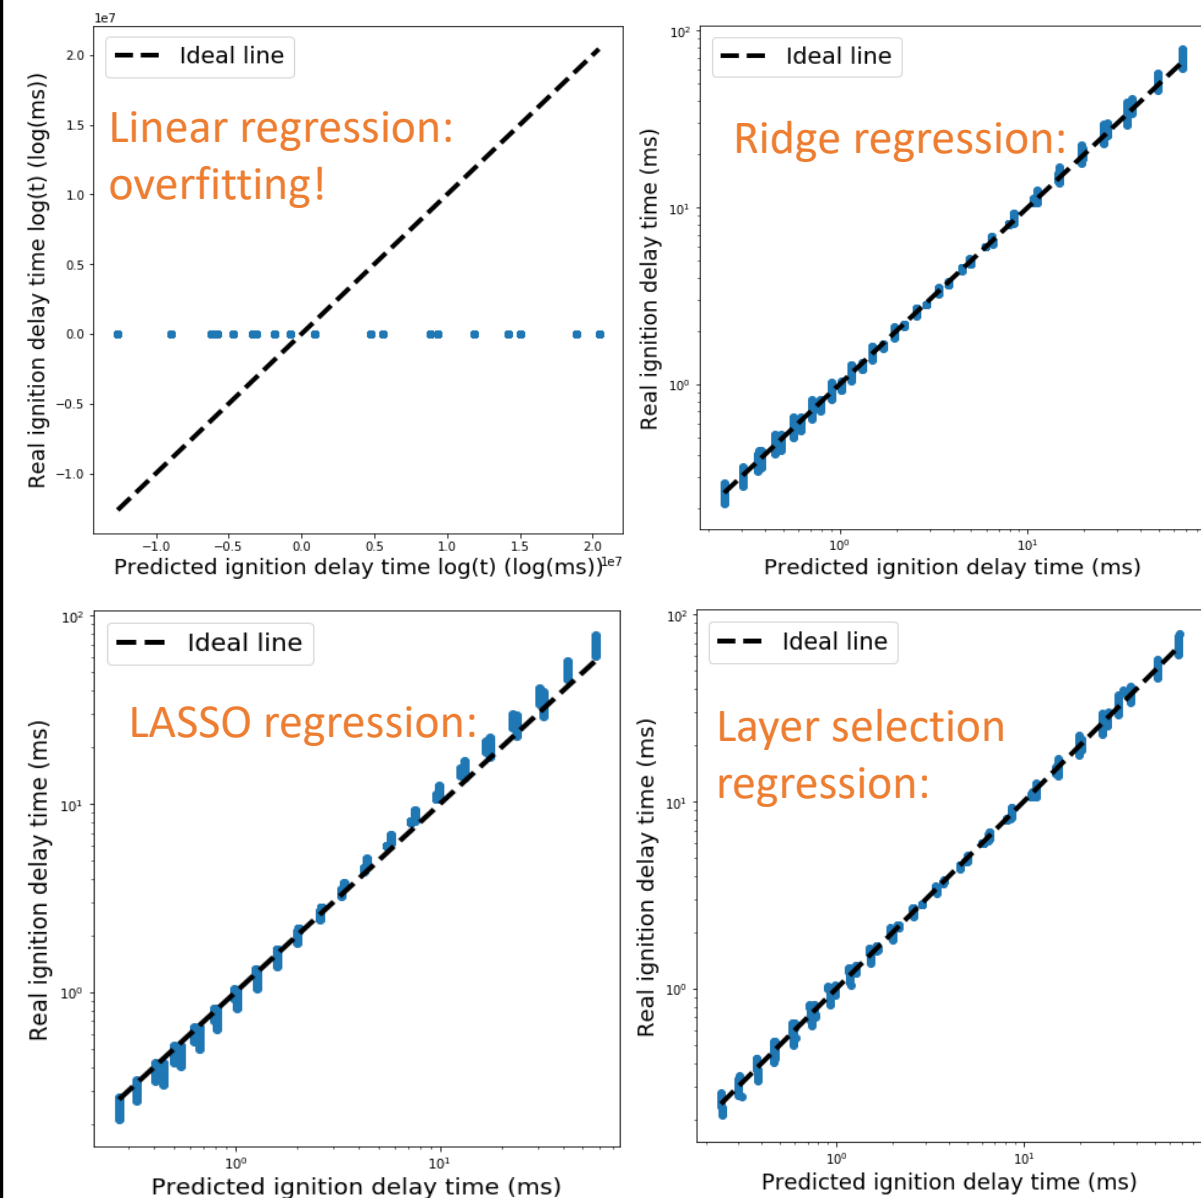 1e7
Ideal line
Linear regression:
overfitting!
2.0
1.5
1.0
0.5
0.0
−0.5
−1.0
Real ignition delay time log(t) (log(ms))
−1.0 −0.5 0.0 0.5 1.0 1.5 2.0
1e7
Predicted ignition delay time log(t) (log(ms))
Ideal line
Ridge regression:
10²
10¹
10⁰
Real ignition delay time (ms)
10⁰ 10¹
Predicted ignition delay time (ms)
Ideal line
LASSO regression:
10²
10¹
10⁰
Real ignition delay time (ms)
10⁰ 10¹
Predicted ignition delay time (ms)
Ideal line
Layer selection
regression:
10²
10¹
10⁰
Real ignition delay time (ms)
10⁰ 10¹
Predicted ignition delay time (ms)